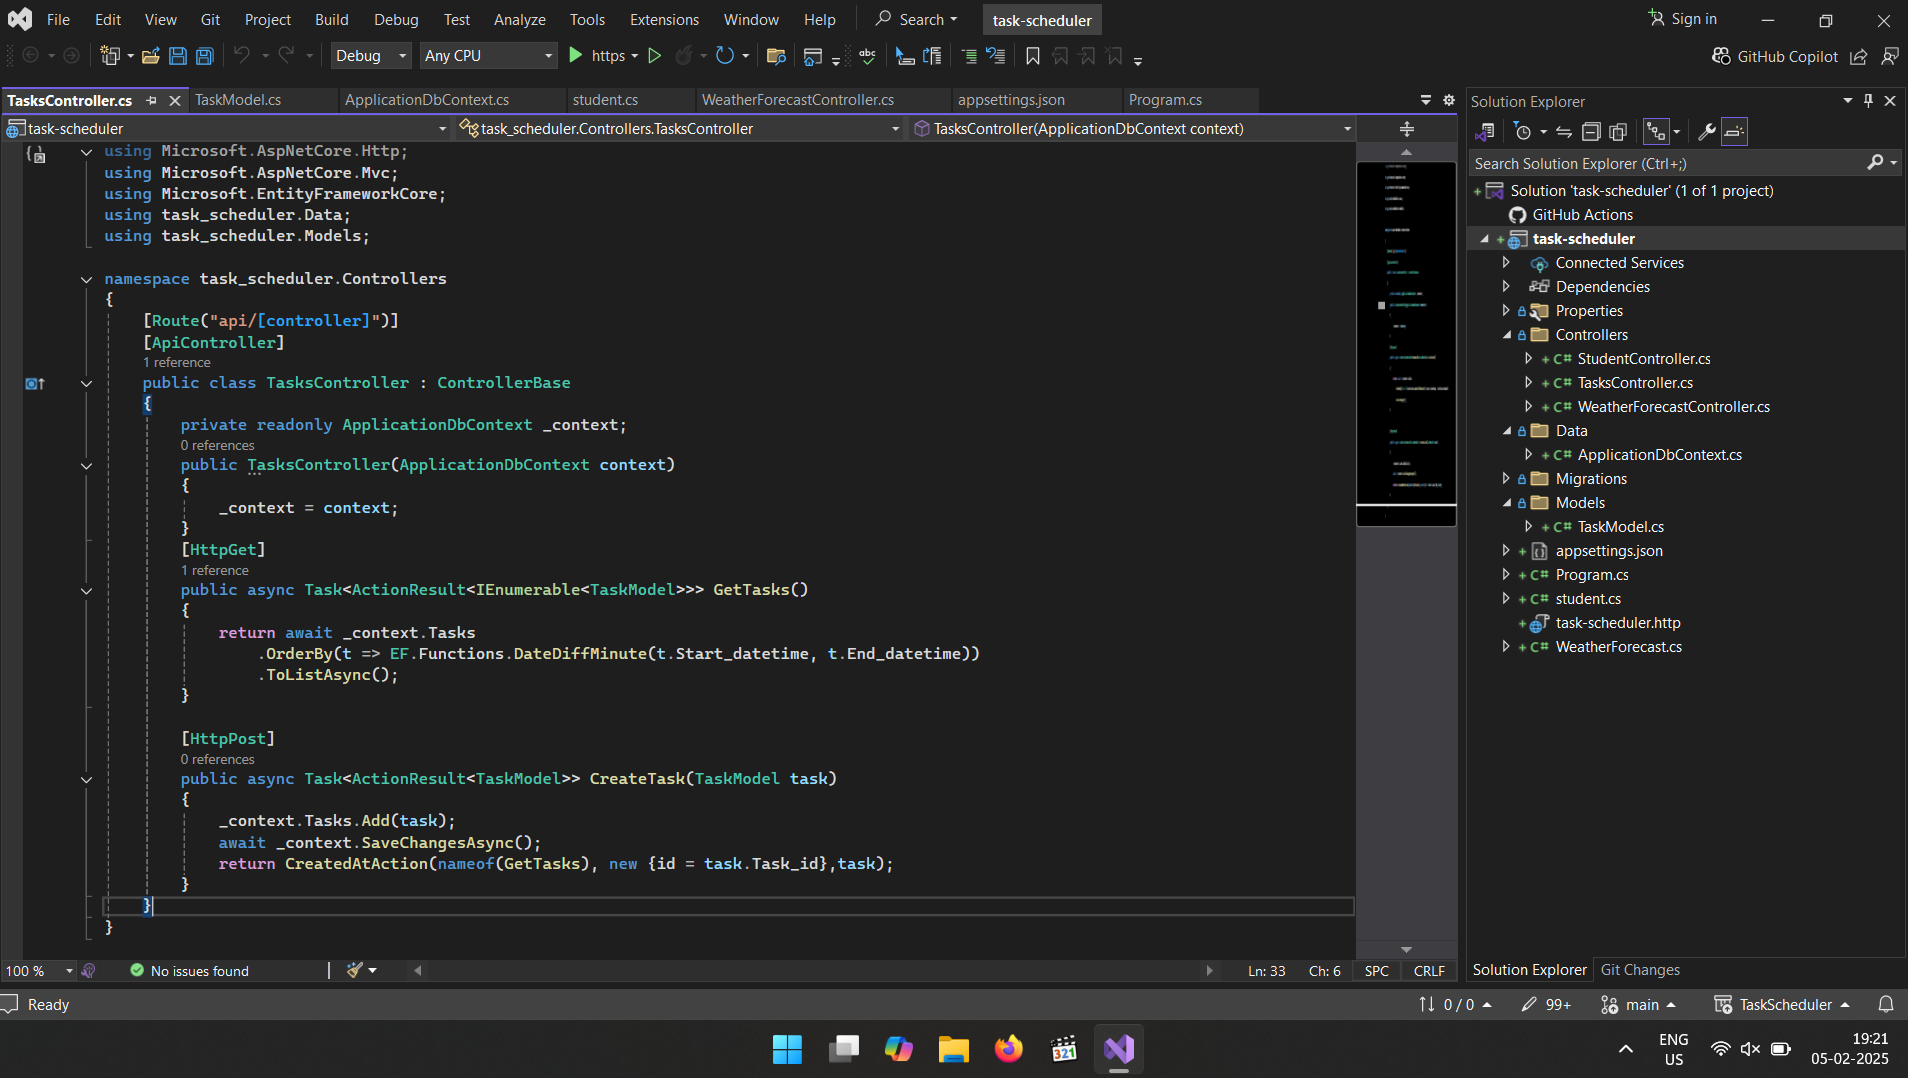 File Edit View Git Project Build Debug Test Analyze Tools Extensions Window Help Search task-scheduler Sign in
Debug Any CPU https abc GitHub Copilot
TasksController.cs TaskModel.cs ApplicationDbContext.cs student.cs WeatherForecastController.cs appsettings.json Program.cs
task-scheduler task_scheduler.Controllers.TasksController TasksController(ApplicationDbContext context)
using Microsoft.AspNetCore.Http;
using Microsoft.AspNetCore.Mvc;
using Microsoft.EntityFrameworkCore;
using task_scheduler.Data;
using task_scheduler.Models;
namespace task_scheduler.Controllers
{
[Route("api/[controller]")]
[ApiController]
1 reference
public class TasksController : ControllerBase
{
private readonly ApplicationDbContext _context;
0 references
public TasksController(ApplicationDbContext context)
{
_context = context;
}
[HttpGet]
1 reference
public async Task<ActionResult<IEnumerable<TaskModel>>> GetTasks()
{
return await _context.Tasks
.OrderBy(t => EF.Functions.DateDiffMinute(t.Start_datetime, t.End_datetime))
.ToListAsync();
}
[HttpPost]
0 references
public async Task<ActionResult<TaskModel>> CreateTask(TaskModel task)
{
_context.Tasks.Add(task);
await _context.SaveChangesAsync();
return CreatedAtAction(nameof(GetTasks), new {id = task.Task_id},task);
}
}
}
100 % No issues found Ln: 33 Ch: 6 SPC CRLF
Solution Explorer
Search Solution Explorer (Ctrl+;)
Solution 'task-scheduler' (1 of 1 project)
GitHub Actions
task-scheduler
Connected Services
Dependencies
Properties
Controllers
C# StudentController.cs
C# TasksController.cs
C# WeatherForecastController.cs
Data
C# ApplicationDbContext.cs
Migrations
Models
C# TaskModel.cs
appsettings.json
C# Program.cs
C# student.cs
task-scheduler.http
C# WeatherForecast.cs
Solution Explorer Git Changes
Ready 0 / 0 99+ main TaskScheduler
321
ENG
US
19:21
05-02-2025